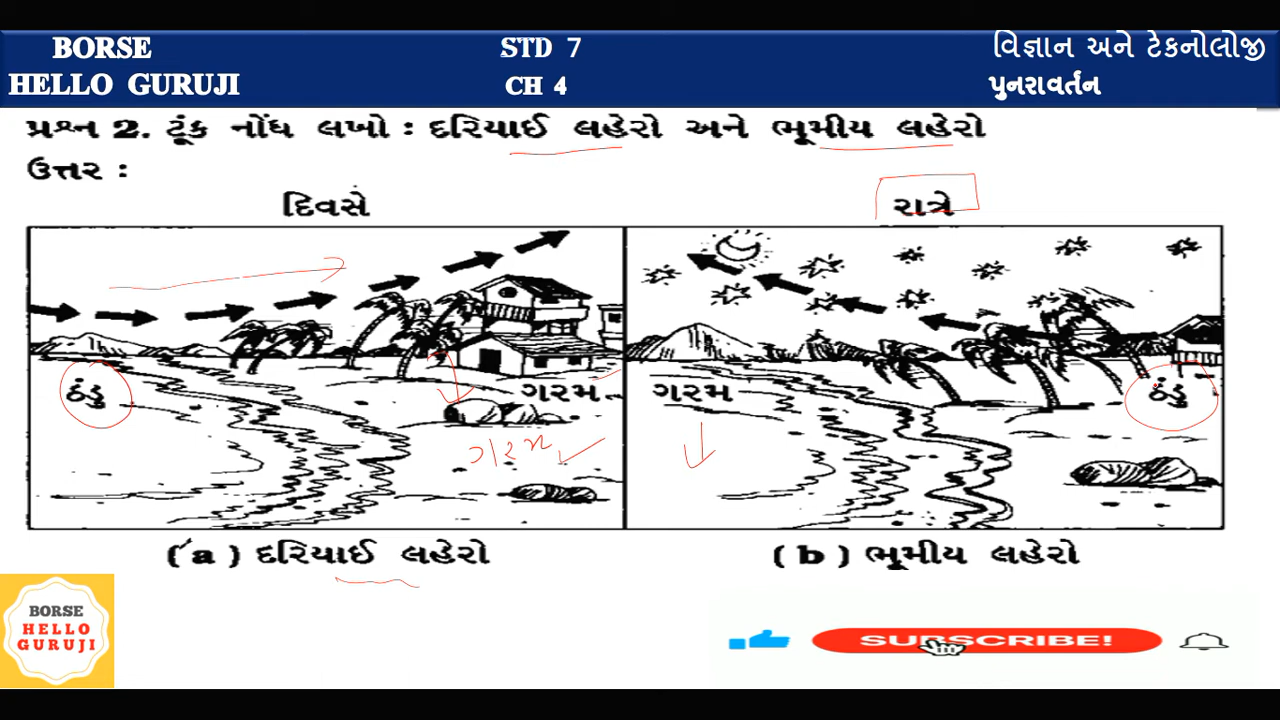 BORSE
HELLO GURUJI
STD 7
CH 4
વિજ્ઞાન અને ટેકનોલોજી
પુનરાવર્તન
પ્રશ્ન 2. ટૂંક નોંધ લખો : દરિયાઈ લહેરો અને ભૂમીય લહેરો
ઉત્તર :
દિવસે
રાત્રે
ઠંડુ
ગરમ
ગરમ
ગરમ
ઠંડુ
( a ) દરિયાઈ લહેરો
( b ) ભૂમીય લહેરો
BORSE
HELLO
GURUJI
SUBSCRIBE!